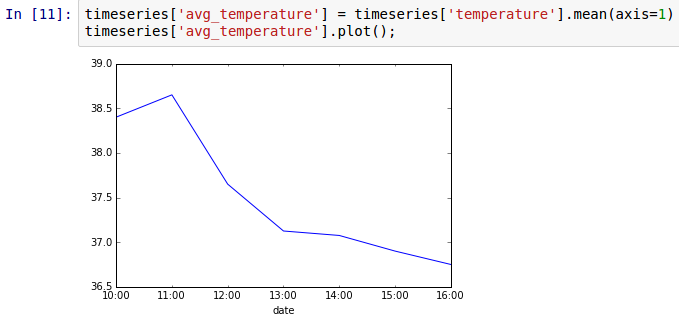 In [11]: timeseries['avg_temperature'] = timeseries['temperature'].mean(axis=1)
timeseries['avg_temperature'].plot();
39.0
38.5
38.0
37.5
37.0
36.5
10:00 11:00 12:00 13:00 14:00 15:00 16:00
date